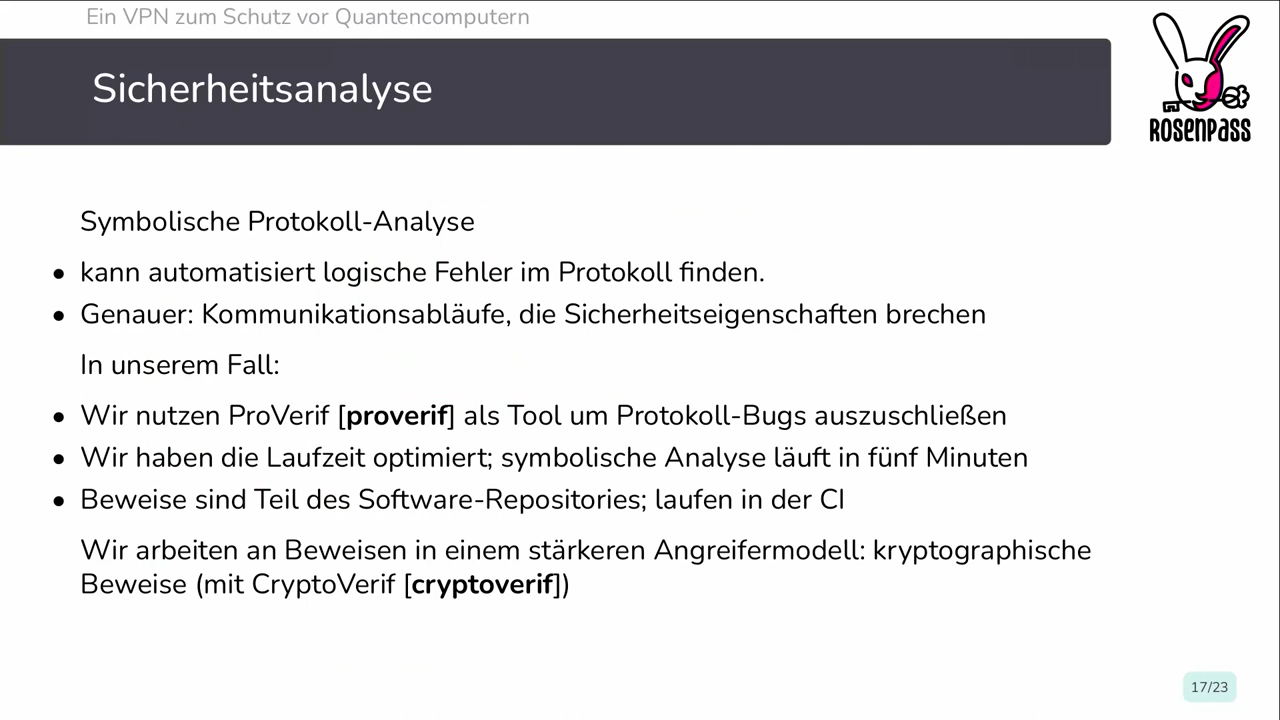 Ein VPN zum Schutz vor Quantencomputern
Sicherheitsanalyse
ROSENPASS
Symbolische Protokoll-Analyse
• kann automatisiert logische Fehler im Protokoll finden.
• Genauer: Kommunikationsabläufe, die Sicherheitseigenschaften brechen
In unserem Fall:
• Wir nutzen ProVerif [proverif] als Tool um Protokoll-Bugs auszuschließen
• Wir haben die Laufzeit optimiert; symbolische Analyse läuft in fünf Minuten
• Beweise sind Teil des Software-Repositories; laufen in der CI
Wir arbeiten an Beweisen in einem stärkeren Angreifermodell: kryptographische
Beweise (mit CryptoVerif [cryptoverif])
17/23